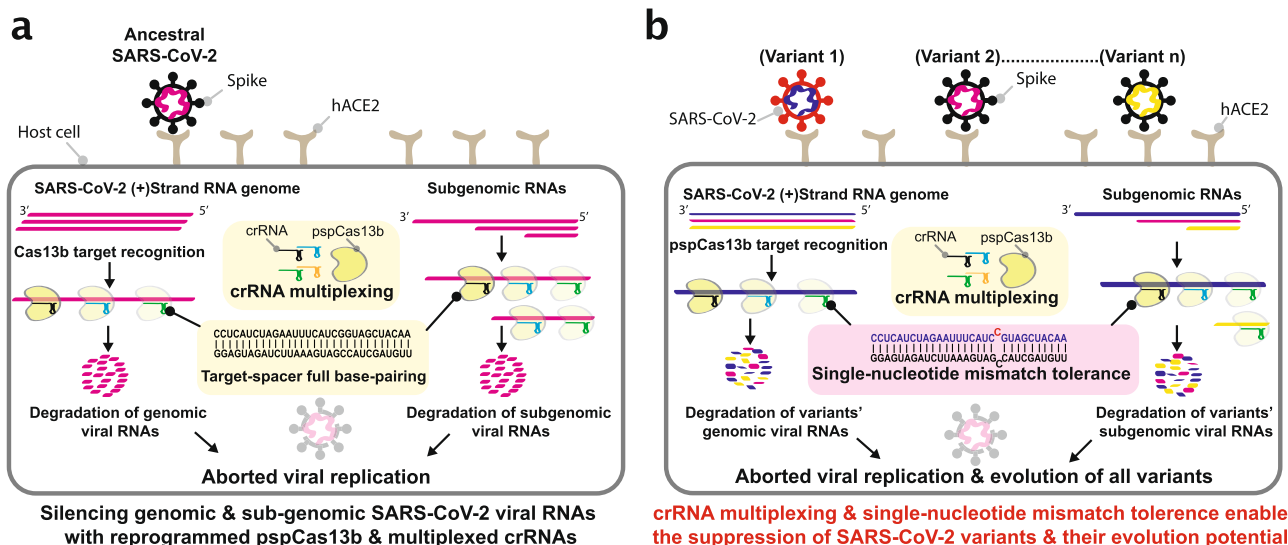 a
Ancestral
SARS-CoV-2
Spike
hACE2
Host cell
SARS-CoV-2 (+)Strand RNA genome
Subgenomic RNAs
3′
5′
3′
5′
Cas13b target recognition
crRNA
pspCas13b
crRNA multiplexing
CCUCAUCUAGAAUUUCAUCGGUAGCUACAA
GGAGUAGAUCUUAAAGUAGCCAUCGAUGUU
Target-spacer full base-pairing
Degradation of genomic
viral RNAs
Degradation of subgenomic
viral RNAs
Aborted viral replication
Silencing genomic & sub-genomic SARS-CoV-2 viral RNAs
with reprogrammed pspCas13b & multiplexed crRNAs
b
(Variant 1)
(Variant 2).....................(Variant n)
Spike
SARS-CoV-2
hACE2
SARS-CoV-2 (+)Strand RNA genome
Subgenomic RNAs
3′
5′
3′
5′
pspCas13b target recognition
crRNA
pspCas13b
crRNA multiplexing
CCUCAUCUAGAAUUUCAUC C GUAGCUACAA
GGAGUAGAUCUUAAAGUAG C CAUCGAUGUU
Single-nucleotide mismatch tolerance
Degradation of variants’
genomic viral RNAs
Degradation of variants’
subgenomic viral RNAs
Aborted viral replication & evolution of all variants
crRNA multiplexing & single-nucleotide mismatch tolerence enable
the suppression of SARS-CoV-2 variants & their evolution potential